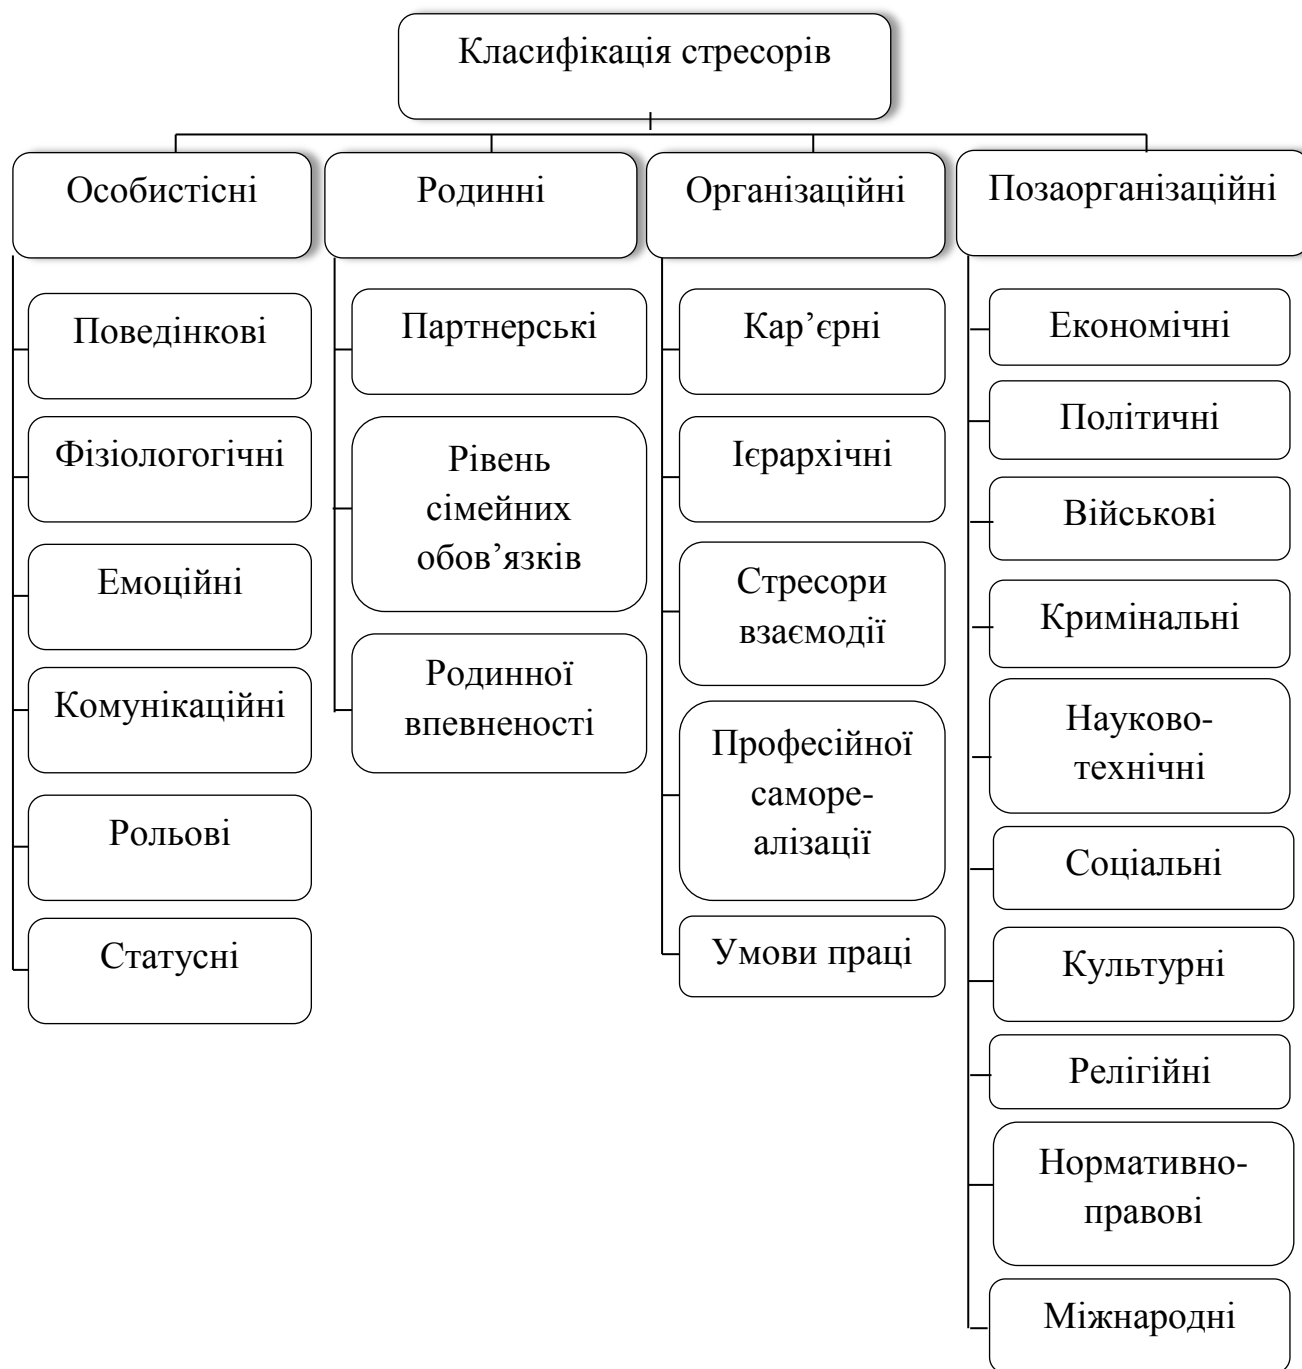 Класифікація стресорів
Особистісні
Родинні
Організаційні
Позаорганізаційні
Поведінкові
Фізіологогічні
Емоційні
Комунікаційні
Рольові
Статусні
Партнерські
Рівень
сімейних
обов’язків
Родинної
впевненості
Кар’єрні
Ієрархічні
Стресори
взаємодії
Професійної
саморе-
алізації
Умови праці
Економічні
Політичні
Військові
Кримінальні
Науково-
технічні
Соціальні
Культурні
Релігійні
Нормативно-
правові
Міжнародні